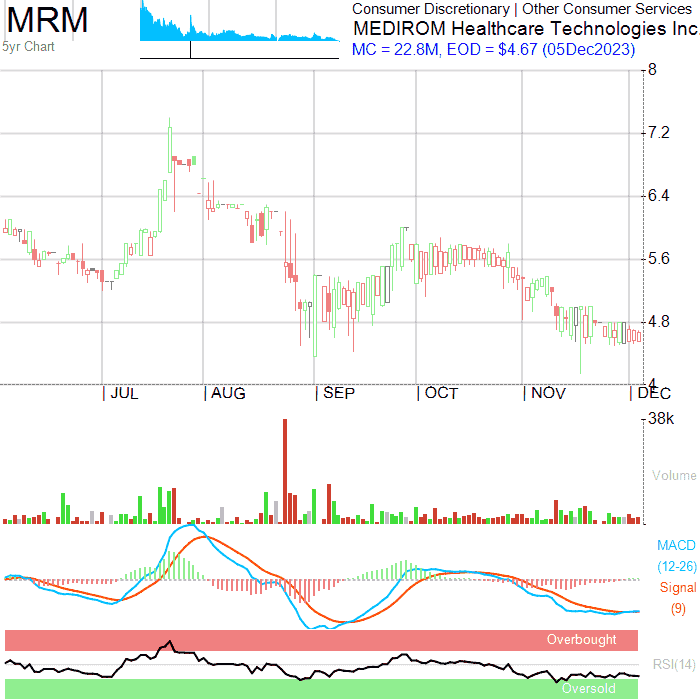 MRM
5yr Chart
Consumer Discretionary | Other Consumer Services
MEDIROM Healthcare Technologies Inc.
MC = 22.8M, EOD = $4.67 (05Dec2023)
8
7.2
6.4
5.6
4.8
4
JUL
AUG
SEP
OCT
NOV
DEC
38k
Volume
MACD
(12-26)
Signal
(9)
Overbought
RSI(14)
Oversold